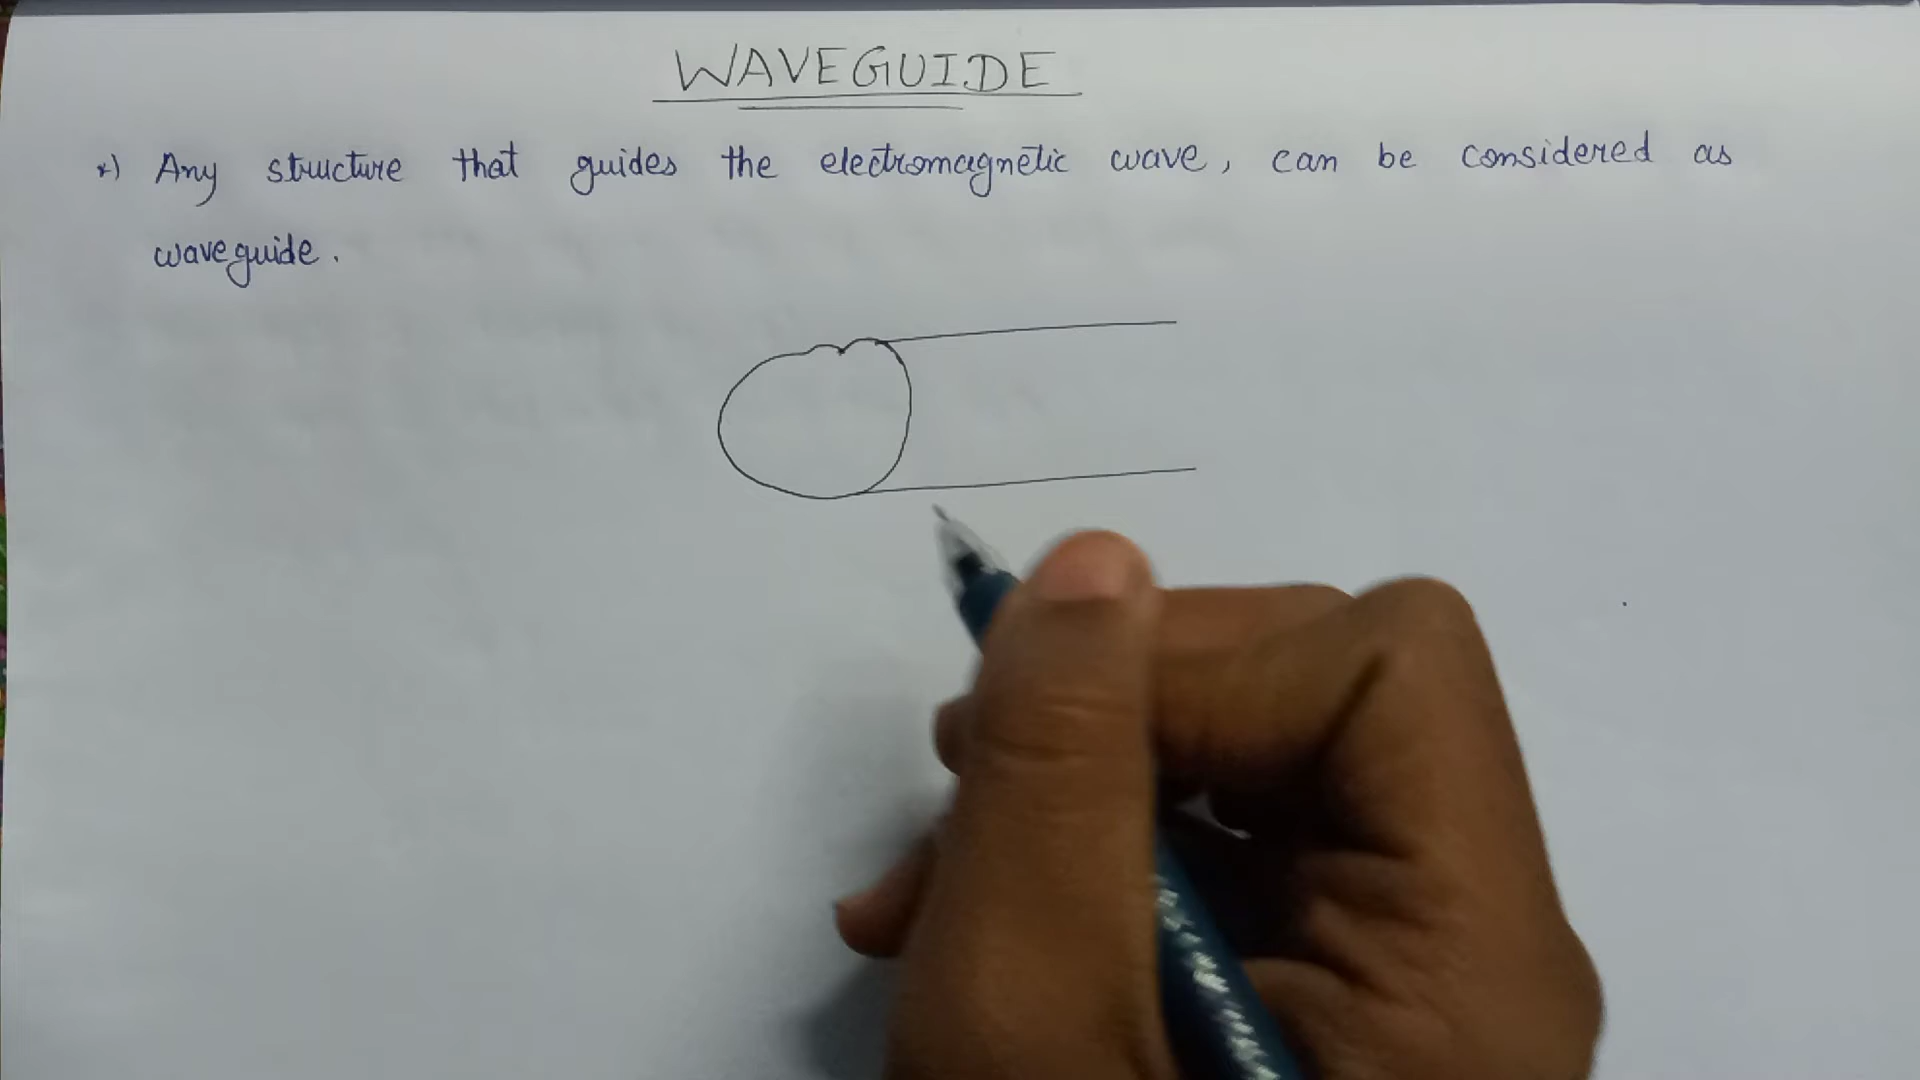 WAVEGUIDE
*) Any structure that guides the electromagnetic wave, can be considered as
waveguide.